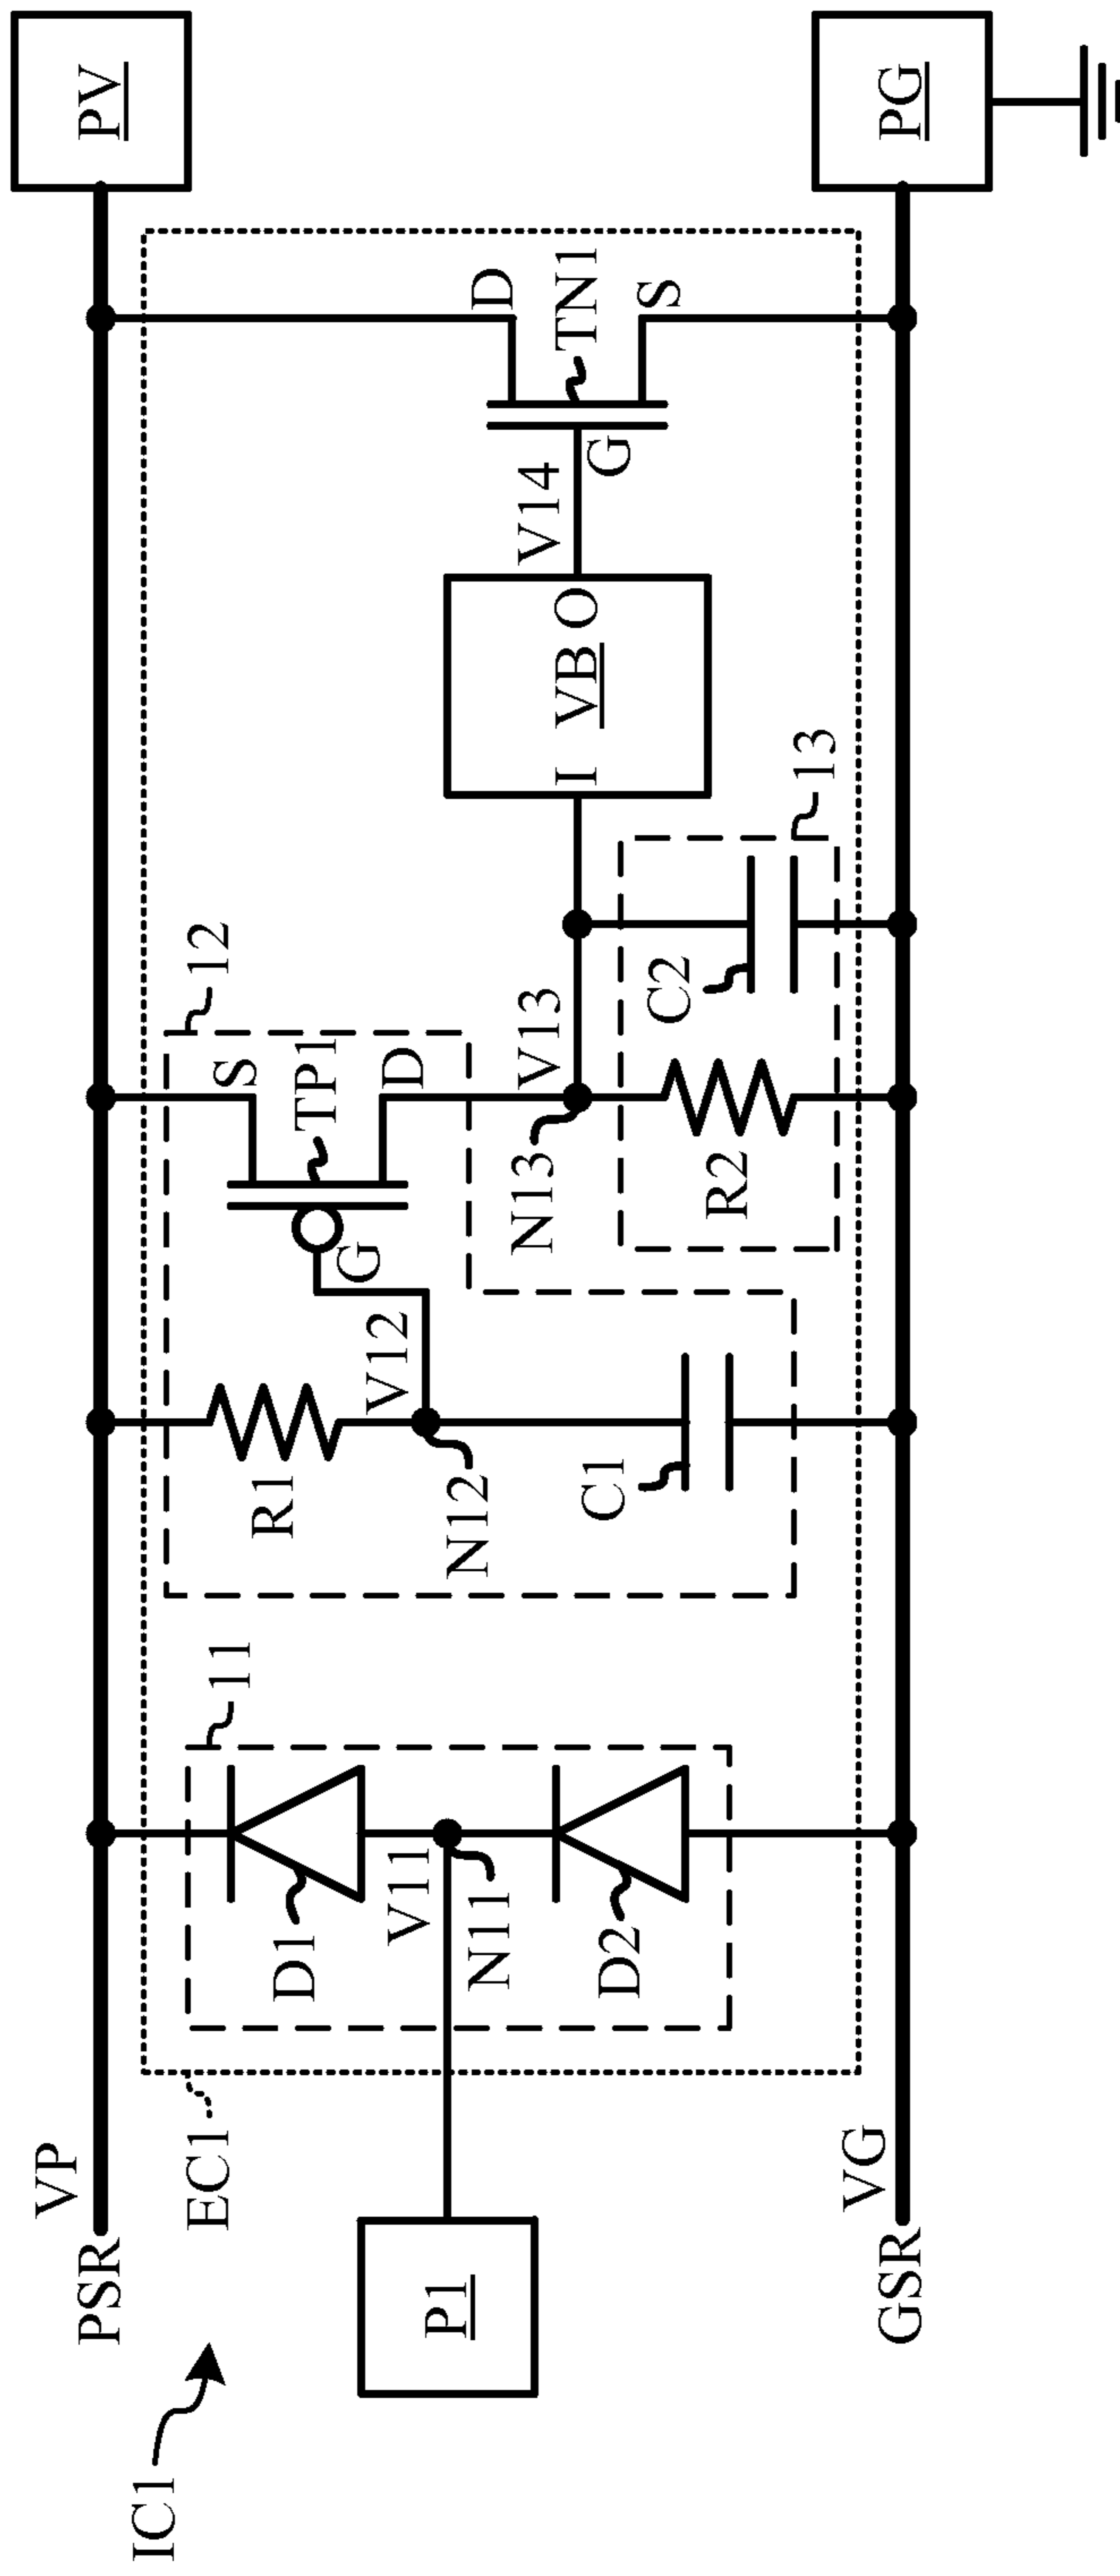 IC1
PSR
VP
PV
EC1
11
D1
V11
N11
D2
P1
12
R1
V12
N12
C1
S
TP1
G
D
V13
N13
13
R2
C2
I
VB
O
V14
D
TN1
G
S
GSR
VG
PG